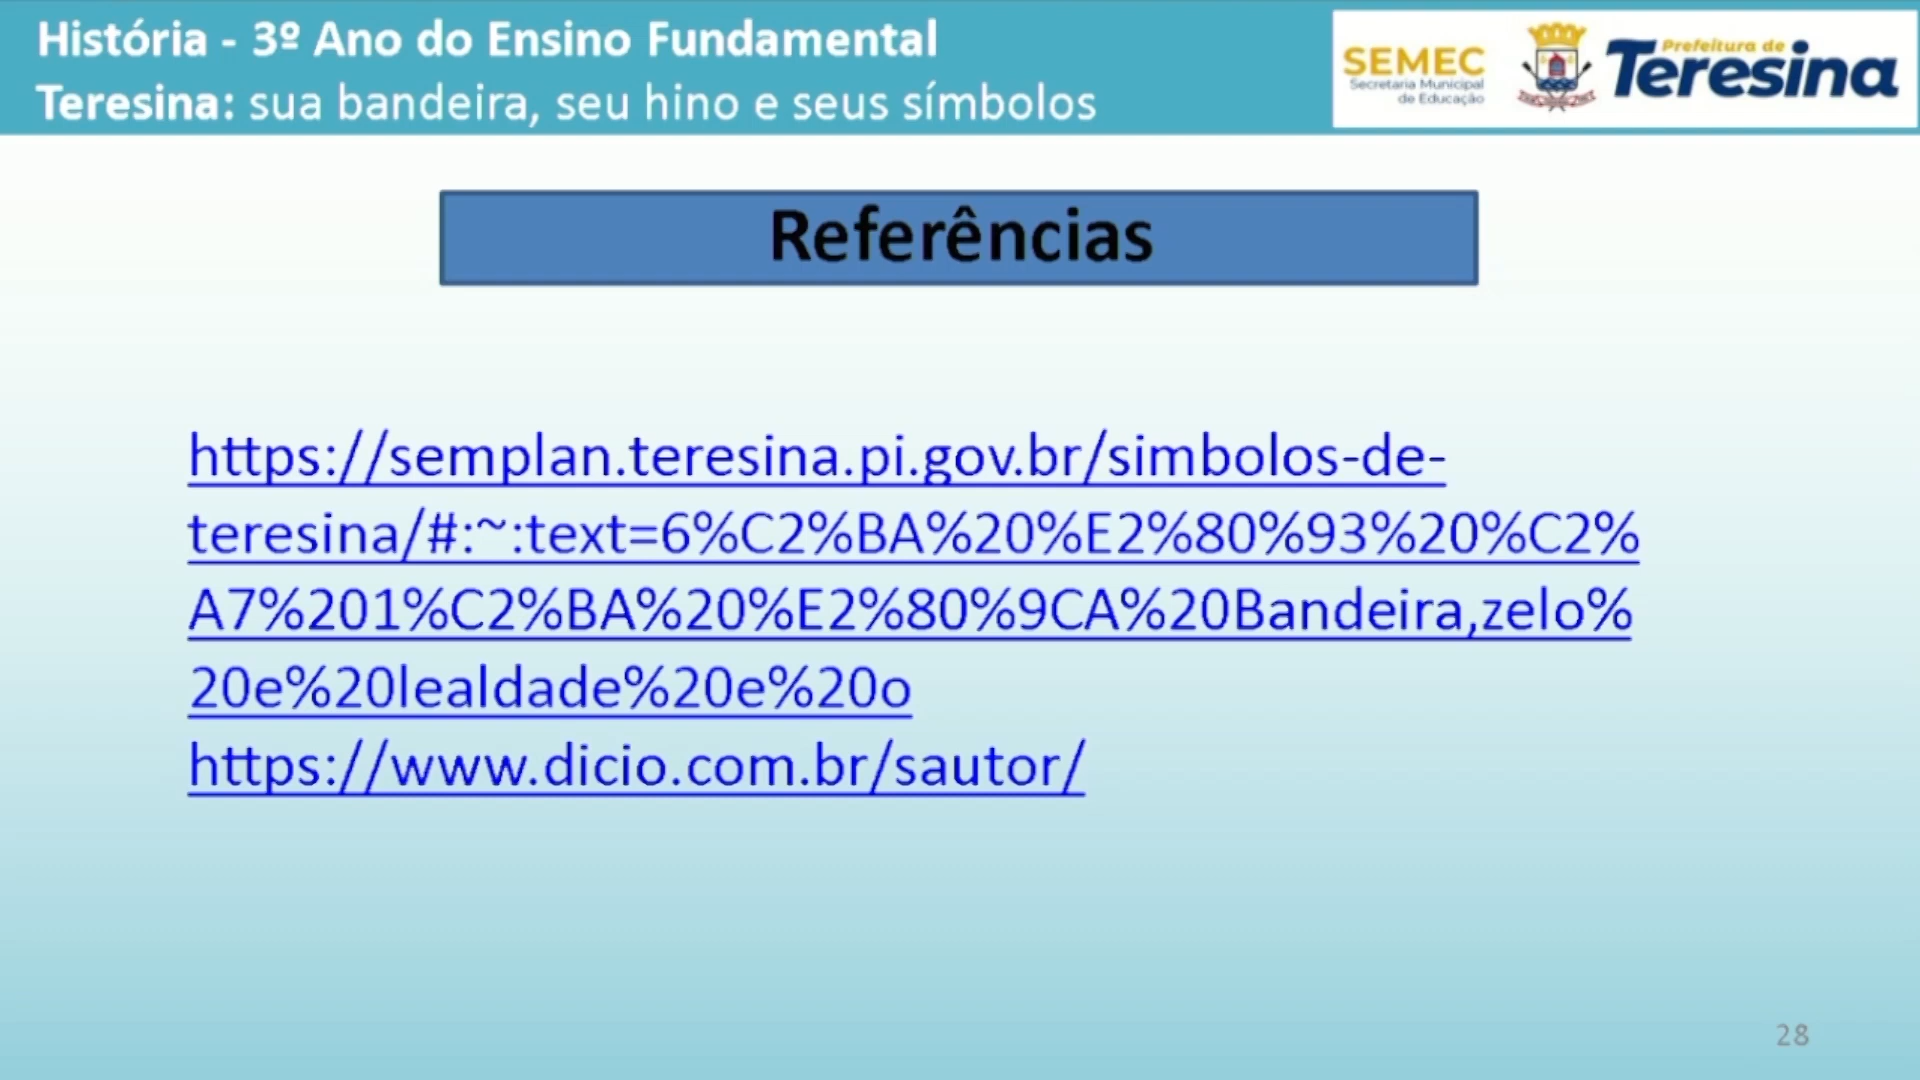 História - 3º Ano do Ensino Fundamental
Teresina: sua bandeira, seu hino e seus símbolos
SEMEC
Secretaria Municipal
de Educação
Prefeitura de
Teresina
Referências
https://semplan.teresina.pi.gov.br/simbolos-de-
teresina/#:~:text=6%C2%BA%20%E2%80%93%20%C2%
A7%201%C2%BA%20%E2%80%9CA%20Bandeira,zelo%
20e%20lealdade%20e%20o
https://www.dicio.com.br/sautor/
28